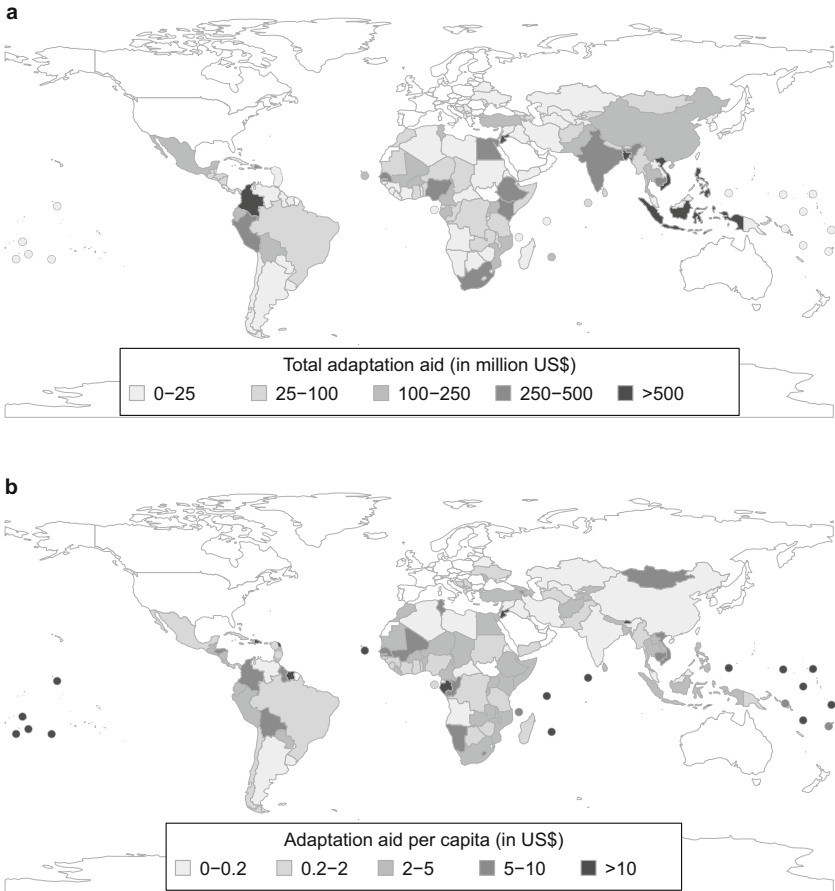 a
Total adaptation aid (in million US$)
0−25 25−100 100−250 250−500 >500
b
Adaptation aid per capita (in US$)
0−0.2 0.2−2 2−5 5−10 >10